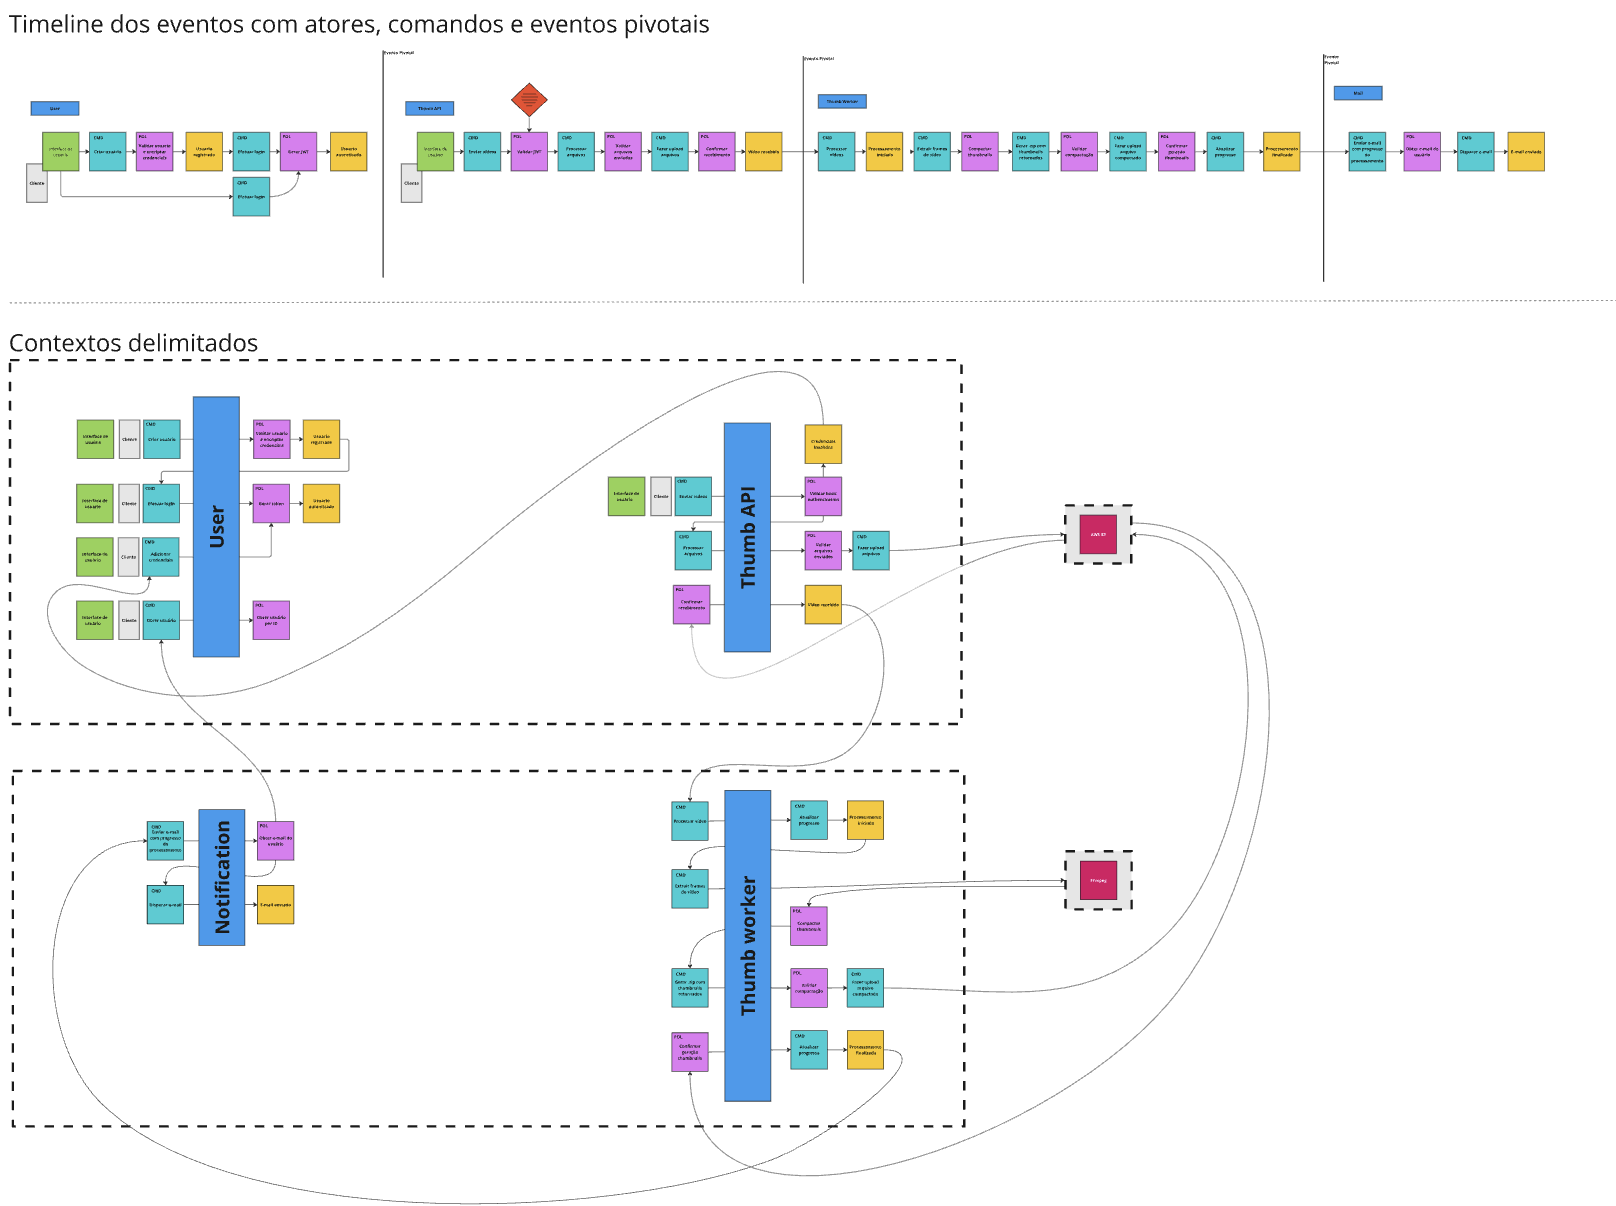 Timeline dos eventos com atores, comandos e eventos pivotais
Evento Pivotal
Evento Pivotal
Evento
Pivotal
User
Thumb API
Thumb Worker
Mail
Interface de
usuário
Cliente
CMD
Criar usuário
POL
Validar usuário
e encriptar
credenciais
Usuário
registrado
CMD
Efetuar login
POL
Gerar JWT
Usuário
autenticado
CMD
Efetuar login
Interface de
usuário
Cliente
CMD
Enviar vídeos
POL
Validar JWT
CMD
Processar
arquivos
POL
Validar
arquivos
enviados
CMD
Fazer upload
arquivos
POL
Confirmar
recebimento
Vídeo recebido
CMD
Processar
vídeos
Processamento
iniciado
CMD
Extrair frames
de vídeo
POL
Compactar
thumbnails
CMD
Gerar .zip com
thumbnails
retornados
POL
Validar
compactação
CMD
Fazer upload
arquivo
compactado
POL
Confirmar
geração
thumbnails
CMD
Atualizar
progresso
Processamento
finalizado
CMD
Enviar e-mail
com progresso
do
processamento
POL
Obter e-mail do
usuário
CMD
Disparar e-mail
E-mail enviado
Contextos delimitados
User
Interface de
usuário
Cliente
CMD
Criar usuário
POL
Validar usuário
e encriptar
credenciais
Usuário
registrado
Interface de
usuário
Cliente
CMD
Efetuar login
POL
Gerar token
Usuário
autenticado
Interface de
usuário
Cliente
CMD
Adicionar
credenciais
Interface de
usuário
Cliente
CMD
Obter usuário
POL
Obter usuário
por ID
Thumb API
Interface de
usuário
Cliente
CMD
Enviar vídeos
POL
Validar basic
authentication
CMD
Processar
arquivos
POL
Validar
arquivos
enviados
CMD
Fazer upload
arquivos
POL
Confirmar
recebimento
Vídeo recebido
AWS S3
Notification
CMD
Enviar e-mail
com progresso
do
processamento
POL
Obter e-mail do
usuário
CMD
Disparar e-mail
E-mail enviado
Thumb worker
CMD
Processar vídeo
CMD
Atualizar
progresso
Processamento
iniciado
CMD
Extrair frames
de vídeo
POL
Compactar
thumbnails
CMD
Gerar .zip com
thumbnails
retornados
POL
Validar
compactação
CMD
Fazer upload
arquivo
compactado
POL
Confirmar
geração
thumbnails
CMD
Atualizar
progresso
Processamento
finalizado
FFmpeg